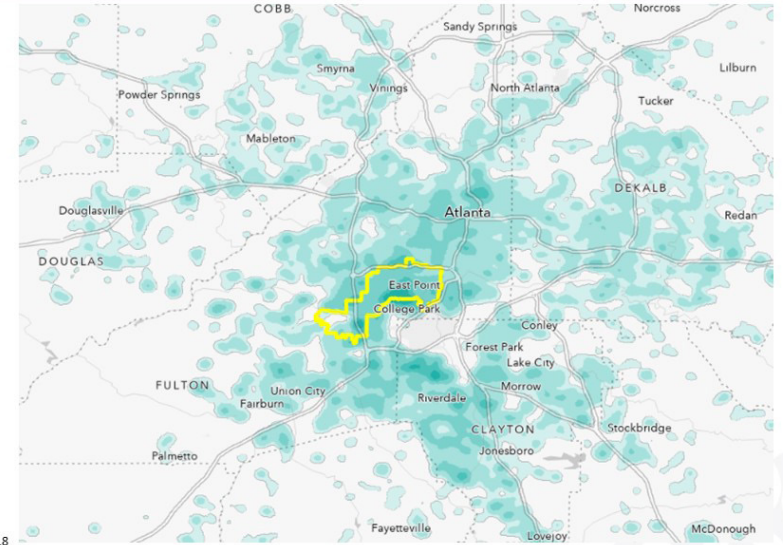 COBB
Norcross
Sandy Springs
Smyrna
Lilburn
Vinings
North Atlanta
Powder Springs
Tucker
Mableton
DEKALB
Douglasville
Atlanta
Redan
DOUGLAS
East Point
College Park
Conley
Forest Park
Lake City
FULTON
Union City
Morrow
Fairburn
Riverdale
CLAYTON
Stockbridge
Palmetto
Jonesboro
Fayetteville
McDonough
Lovejoy